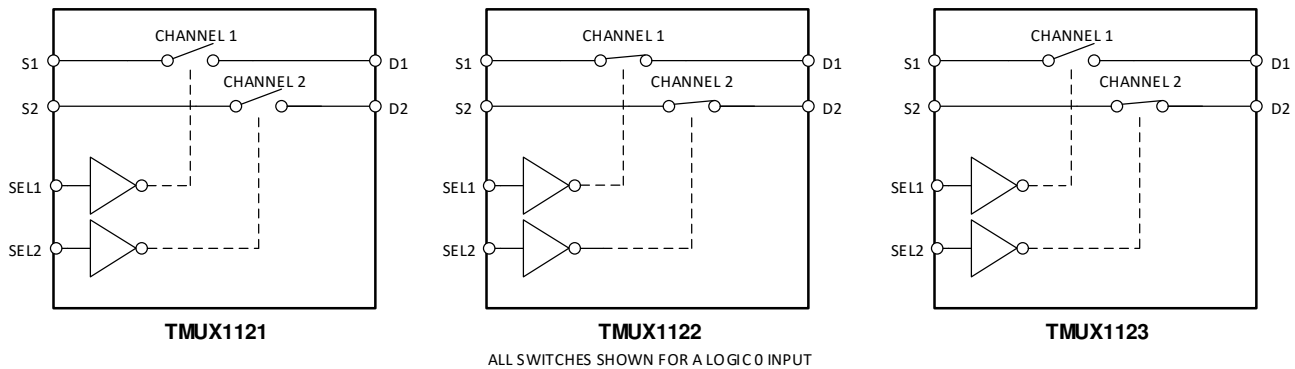 CHANNEL 1
S1
D1
CHANNEL 2
S2
D2
SEL1
SEL2
TMUX1121
CHANNEL 1
S1
D1
CHANNEL 2
S2
D2
SEL1
SEL2
TMUX1122
CHANNEL 1
S1
D1
CHANNEL 2
S2
D2
SEL1
SEL2
TMUX1123
ALL SWITCHES SHOWN FOR A LOGIC 0 INPUT